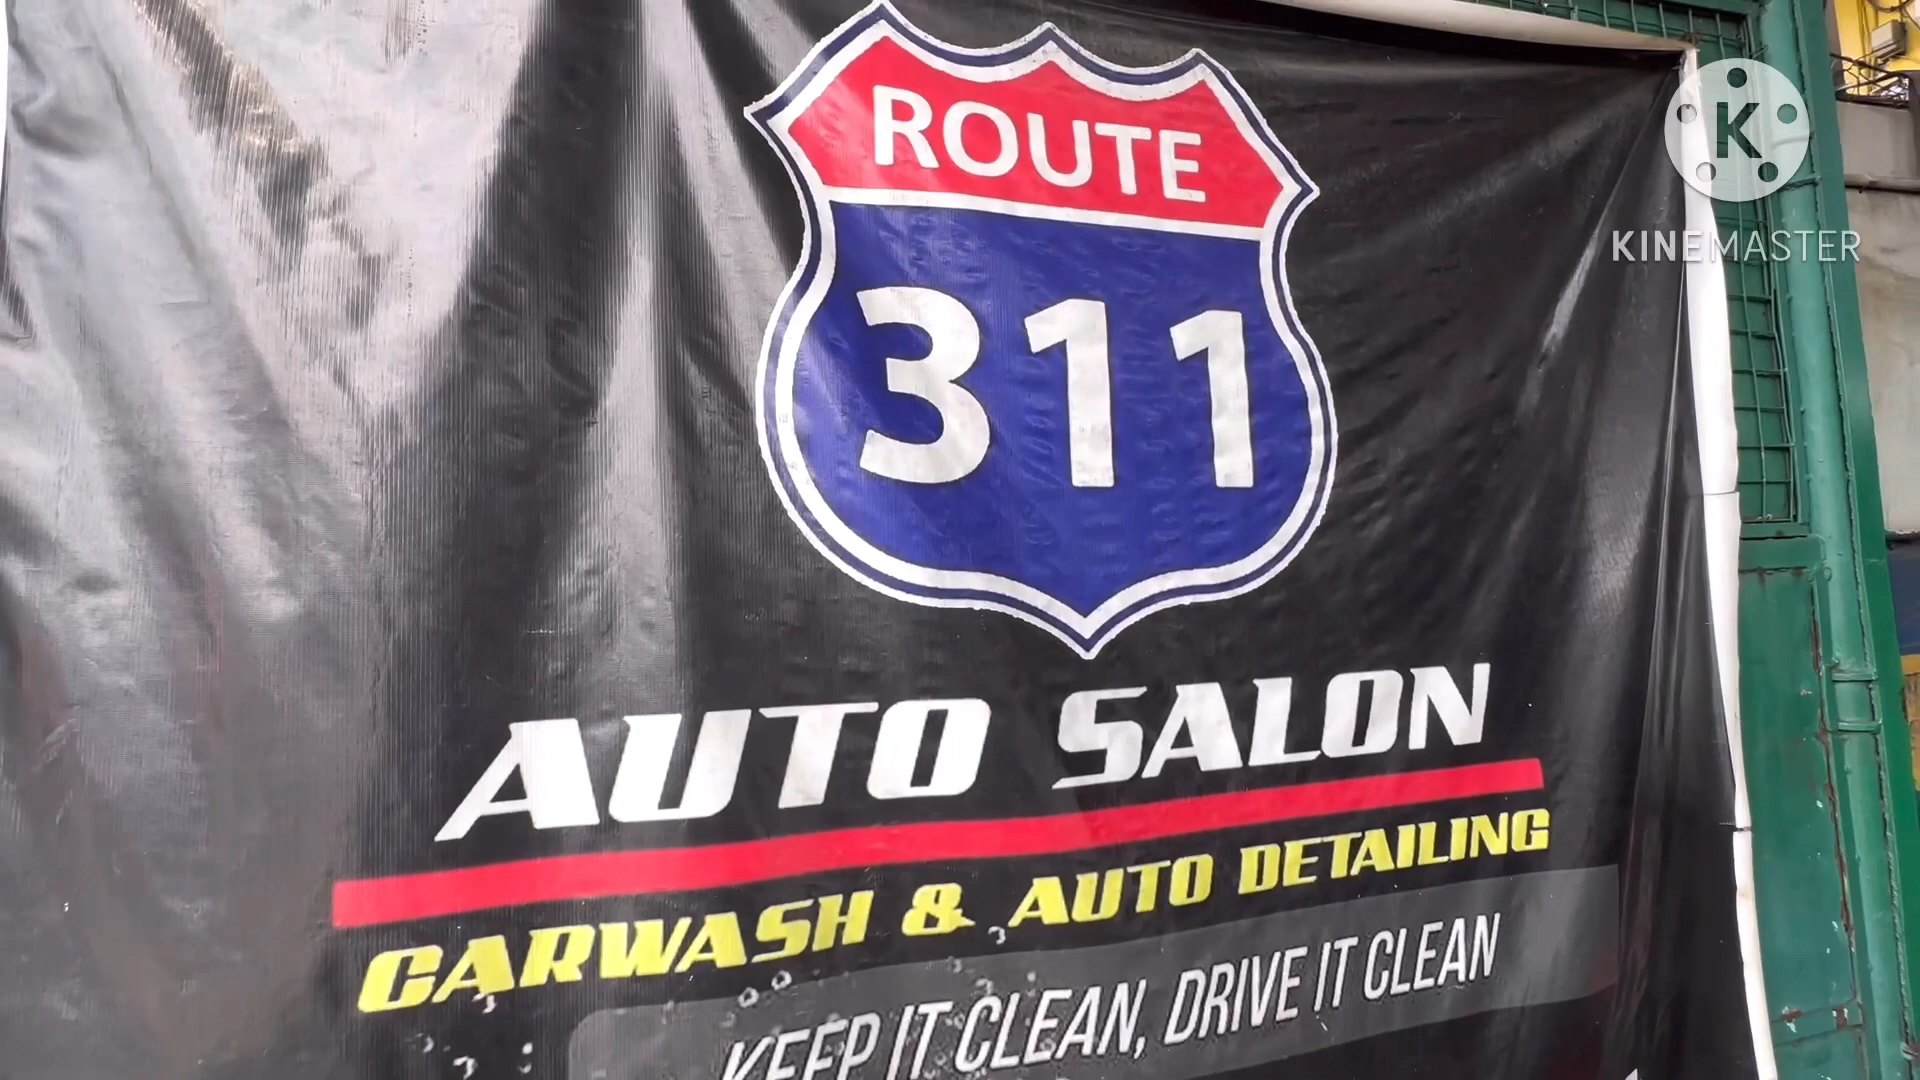 ROUTE
311
K
KINEMASTER
AUTO SALON
CARWASH & AUTO DETAILING
KEEP IT CLEAN, DRIVE IT CLEAN